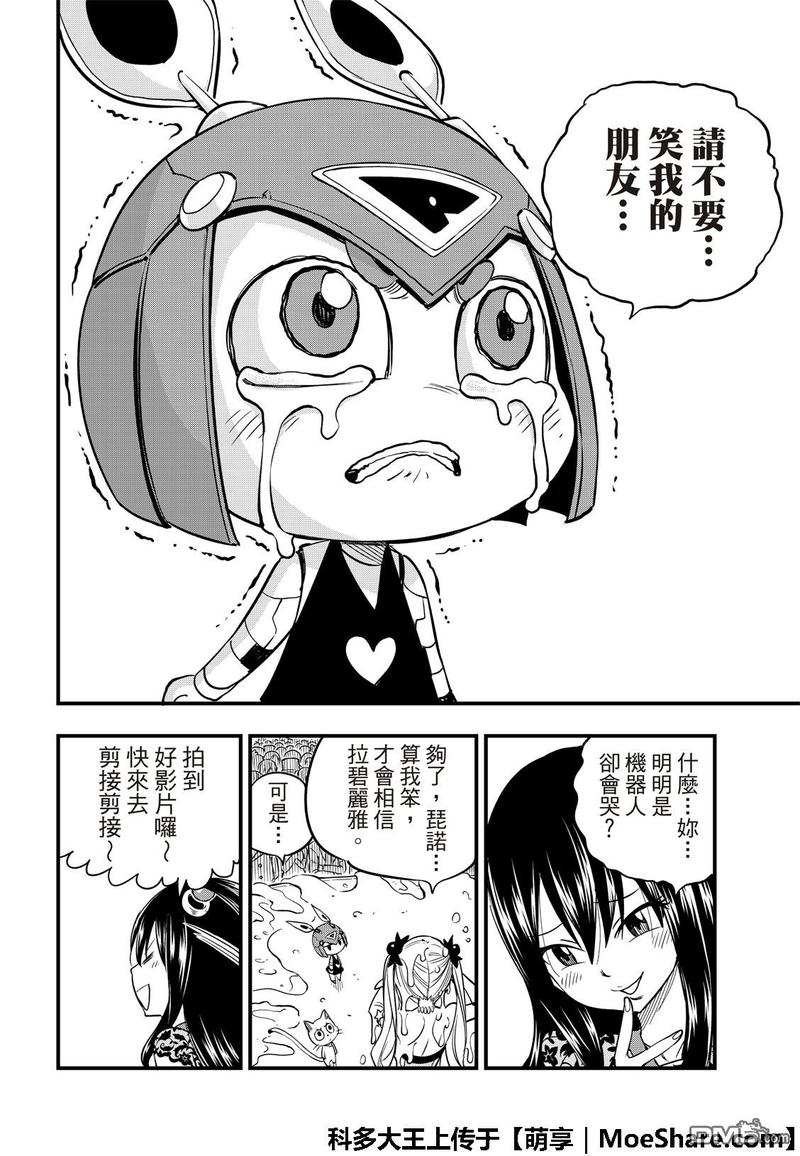 請不要…
笑我的
朋友…
什麼…妳…
明明是
機器人
卻會哭？
夠了，琵諾…
算我笨，
才會相信
拉碧麗雅。
可是…
拍到
好影片囉～
快來去
剪接剪接～
科多大王上传于【萌享｜MoeShare.com】